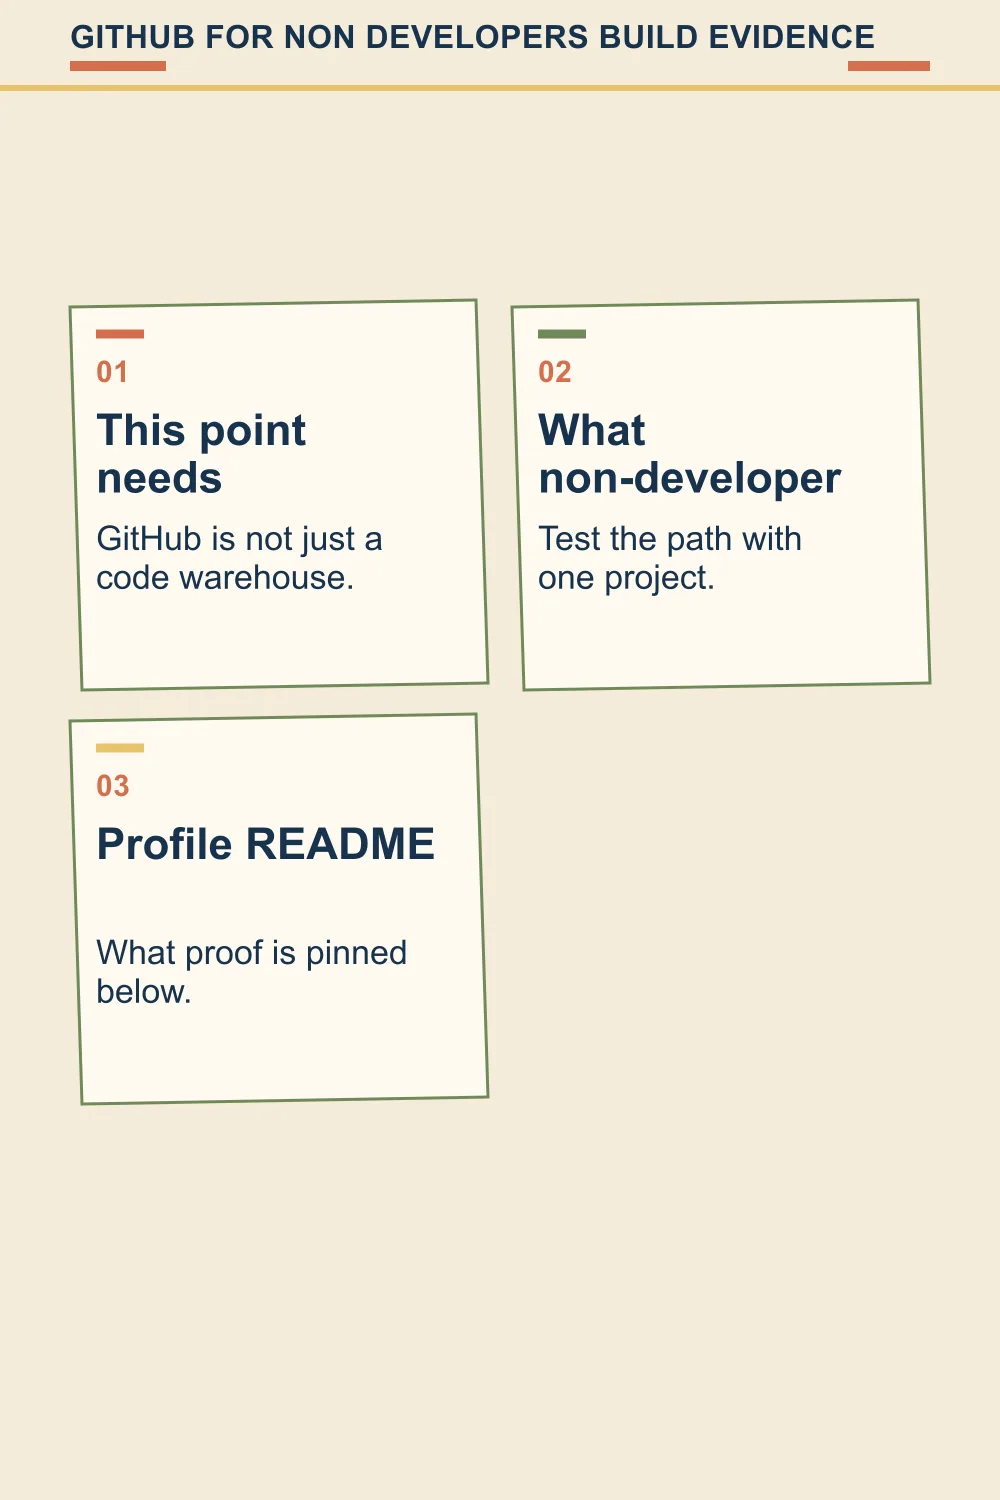 GITHUB FOR NON DEVELOPERS BUILD EVIDENCE
01
This point
needs
GitHub is not just a
code warehouse.
02
What
non-developer
Test the path with
one project.
03
Profile README
What proof is pinned
below.